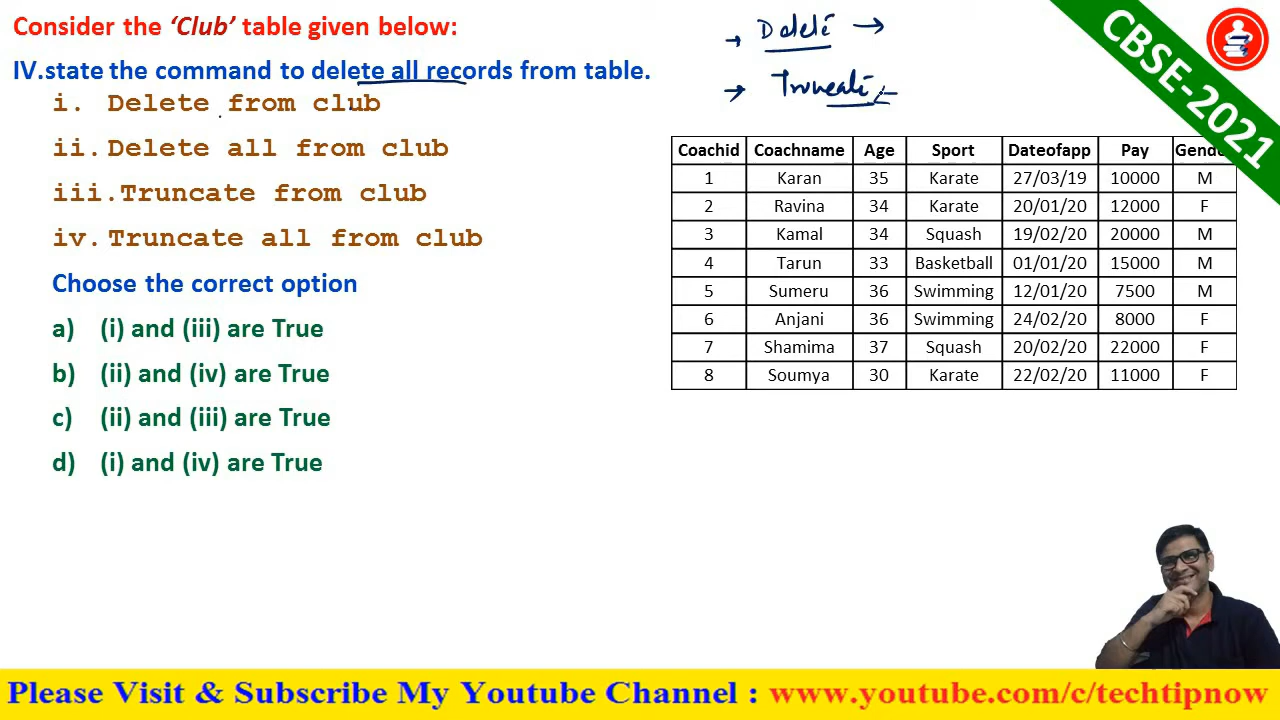 Consider the ‘Club’ table given below:
IV.state the command to delete all records from table.
i. Delete from club
ii. Delete all from club
iii. Truncate from club
iv. Truncate all from club
Choose the correct option
a) (i) and (iii) are True
b) (ii) and (iv) are True
c) (ii) and (iii) are True
d) (i) and (iv) are True
→ Delete →
→ Truncate
CBSE-2021
Coachid Coachname Age Sport Dateofapp Pay Gende
1 Karan 35 Karate 27/03/19 10000 M
2 Ravina 34 Karate 20/01/20 12000 F
3 Kamal 34 Squash 19/02/20 20000 M
4 Tarun 33 Basketball 01/01/20 15000 M
5 Sumeru 36 Swimming 12/01/20 7500 M
6 Anjani 36 Swimming 24/02/20 8000 F
7 Shamima 37 Squash 20/02/20 22000 F
8 Soumya 30 Karate 22/02/20 11000 F
Please Visit & Subscribe My Youtube Channel : www.youtube.com/c/techtipnow